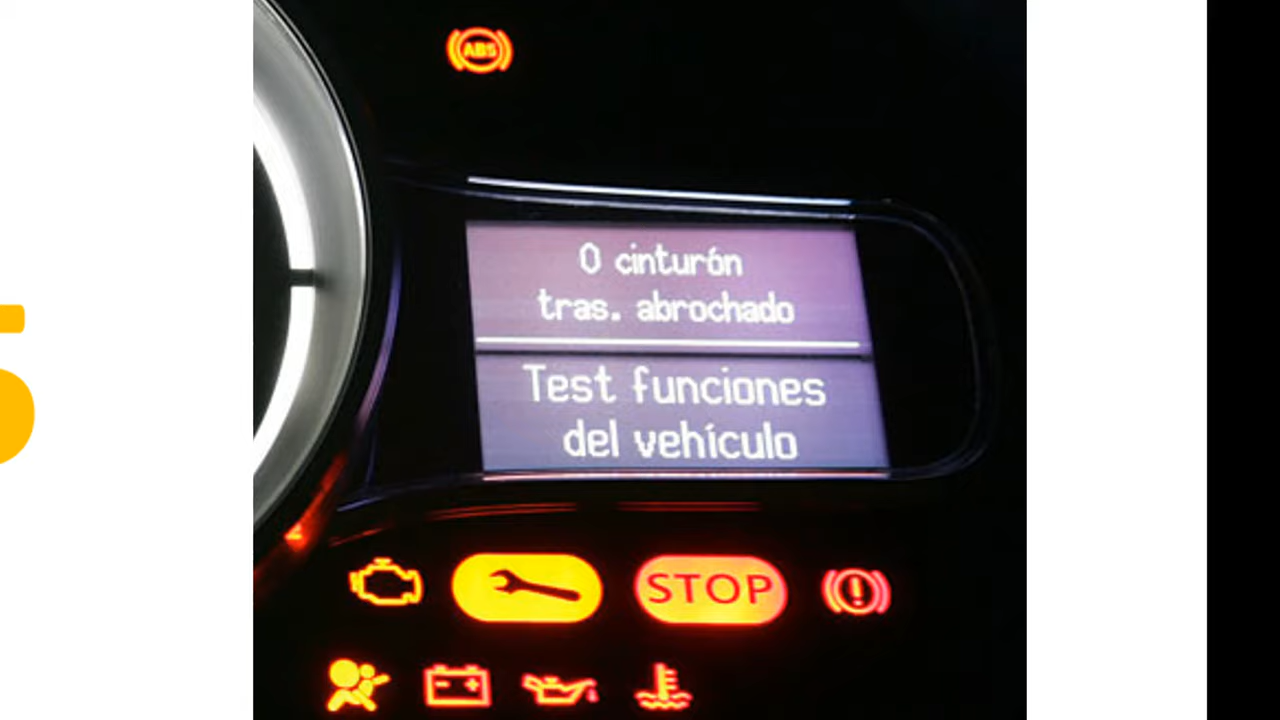 ABS
0 cinturón
tras. abrochado
Test funciones
del vehículo
STOP